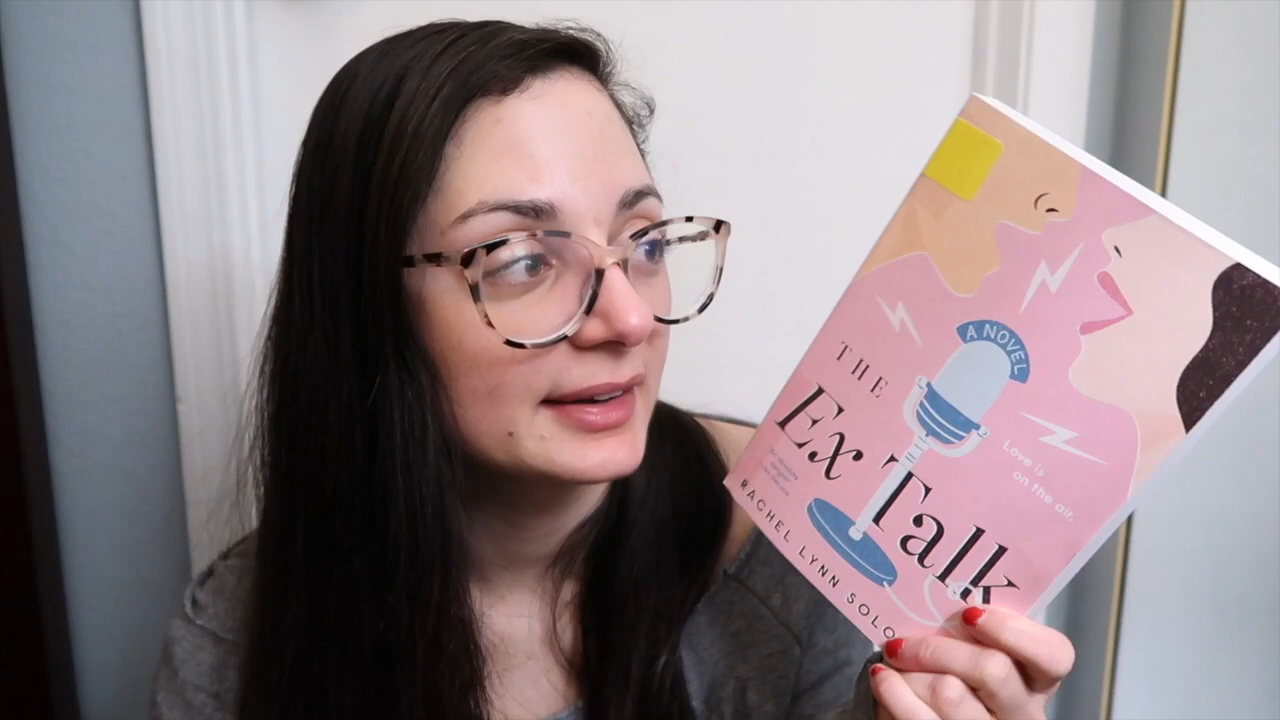 A NOVEL
THE
Ex Talk
Love is
on the air.
RACHEL LYNN SOLO